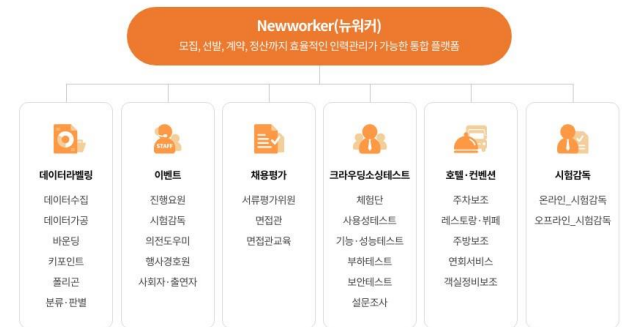 Newworker(뉴워커)
모집, 선발, 계약, 정산까지 효율적인 인력관리가 가능한 통합 플랫폼
데이터라벨링
데이터수집
데이터가공
바운딩
키포인트
폴리곤
분류·판별
STAFF
이벤트
진행요원
시험감독
의전도우미
행사경호원
사회자·출연자
채용평가
서류평가위원
면접관
면접관교육
크라우딩소싱테스트
체험단
사용성테스트
기능·성능테스트
부하테스트
보안테스트
설문조사
호텔·컨벤션
주차보조
레스토랑·뷔페
주방보조
연회서비스
객실정비보조
시험감독
온라인_시험감독
오프라인_시험감독